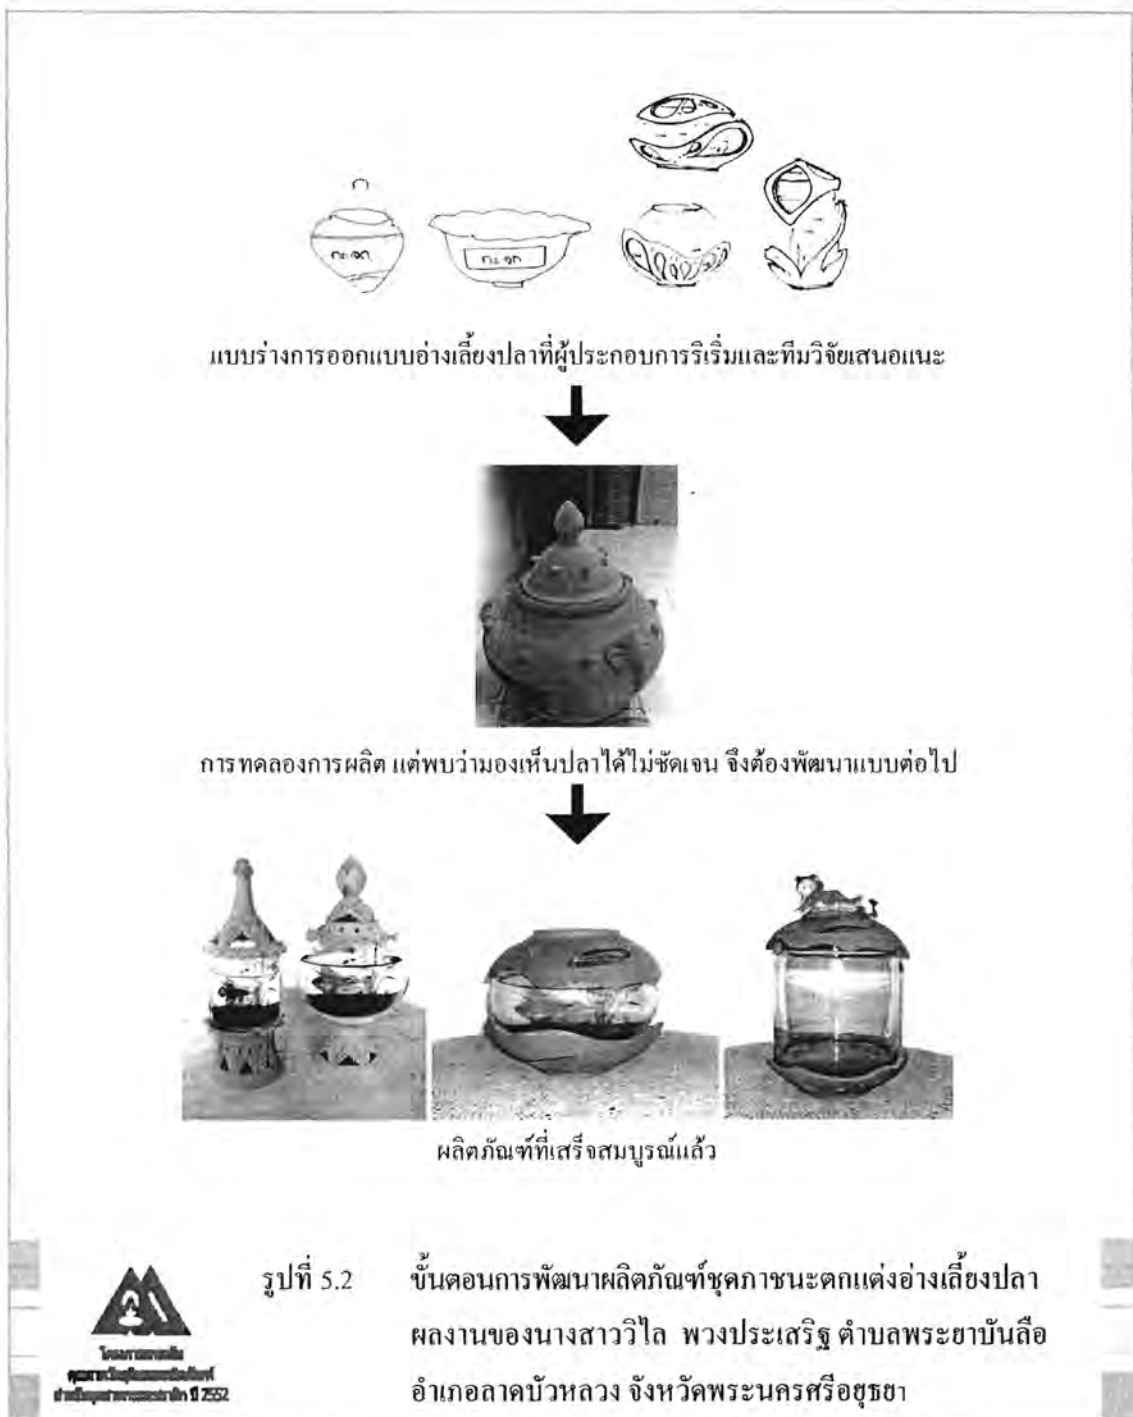 กระจก
กระจก
แบบร่างการออกแบบอ่างเลี้ยงปลาที่ผู้ประกอบการริเริ่มและทีมวิจัยเสนอแนะ
การทดลองการผลิต แต่พบว่ามองเห็นปลาได้ไม่ชัดเจน จึงต้องพัฒนาแบบต่อไป
ผลิตภัณฑ์ที่เสร็จสมบูรณ์แล้ว
รูปที่ 5.2 ขั้นตอนการพัฒนาผลิตภัณฑ์ชุดภาชนะตกแต่งอ่างเลี้ยงปลา
ผลงานของนางสาววิไล พวงประเสริฐ ตำบลพระยาบันลือ
อำเภอลาดบัวหลวง จังหวัดพระนครศรีอยุธยา
ปี 2552